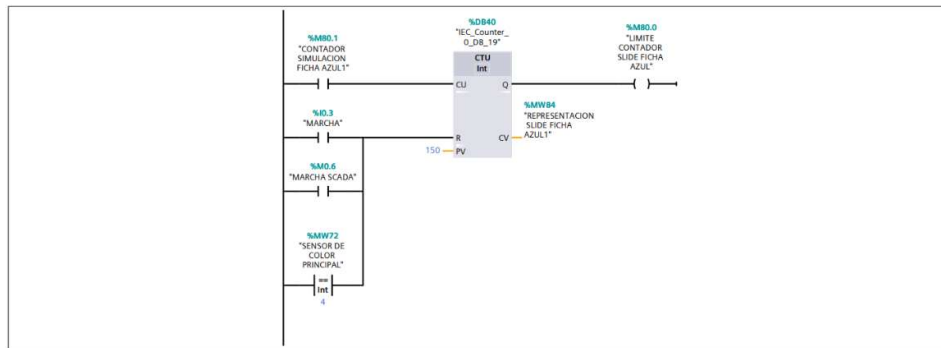 %DB40
"IEC_Counter_
0_DB_19"
CTU
Int
%M80.1
"CONTADOR
SIMULACION
FICHA AZUL1"
CU
Q
%M80.0
"LIMITE
CONTADOR
SLIDE FICHA
AZUL"
%I0.3
"MARCHA"
R
CV
%MW84
"REPRESENTACION
SLIDE FICHA
AZUL1"
150
PV
%M0.6
"MARCHA SCADA"
%MW72
"SENSOR DE
COLOR
PRINCIPAL"
==
Int
4